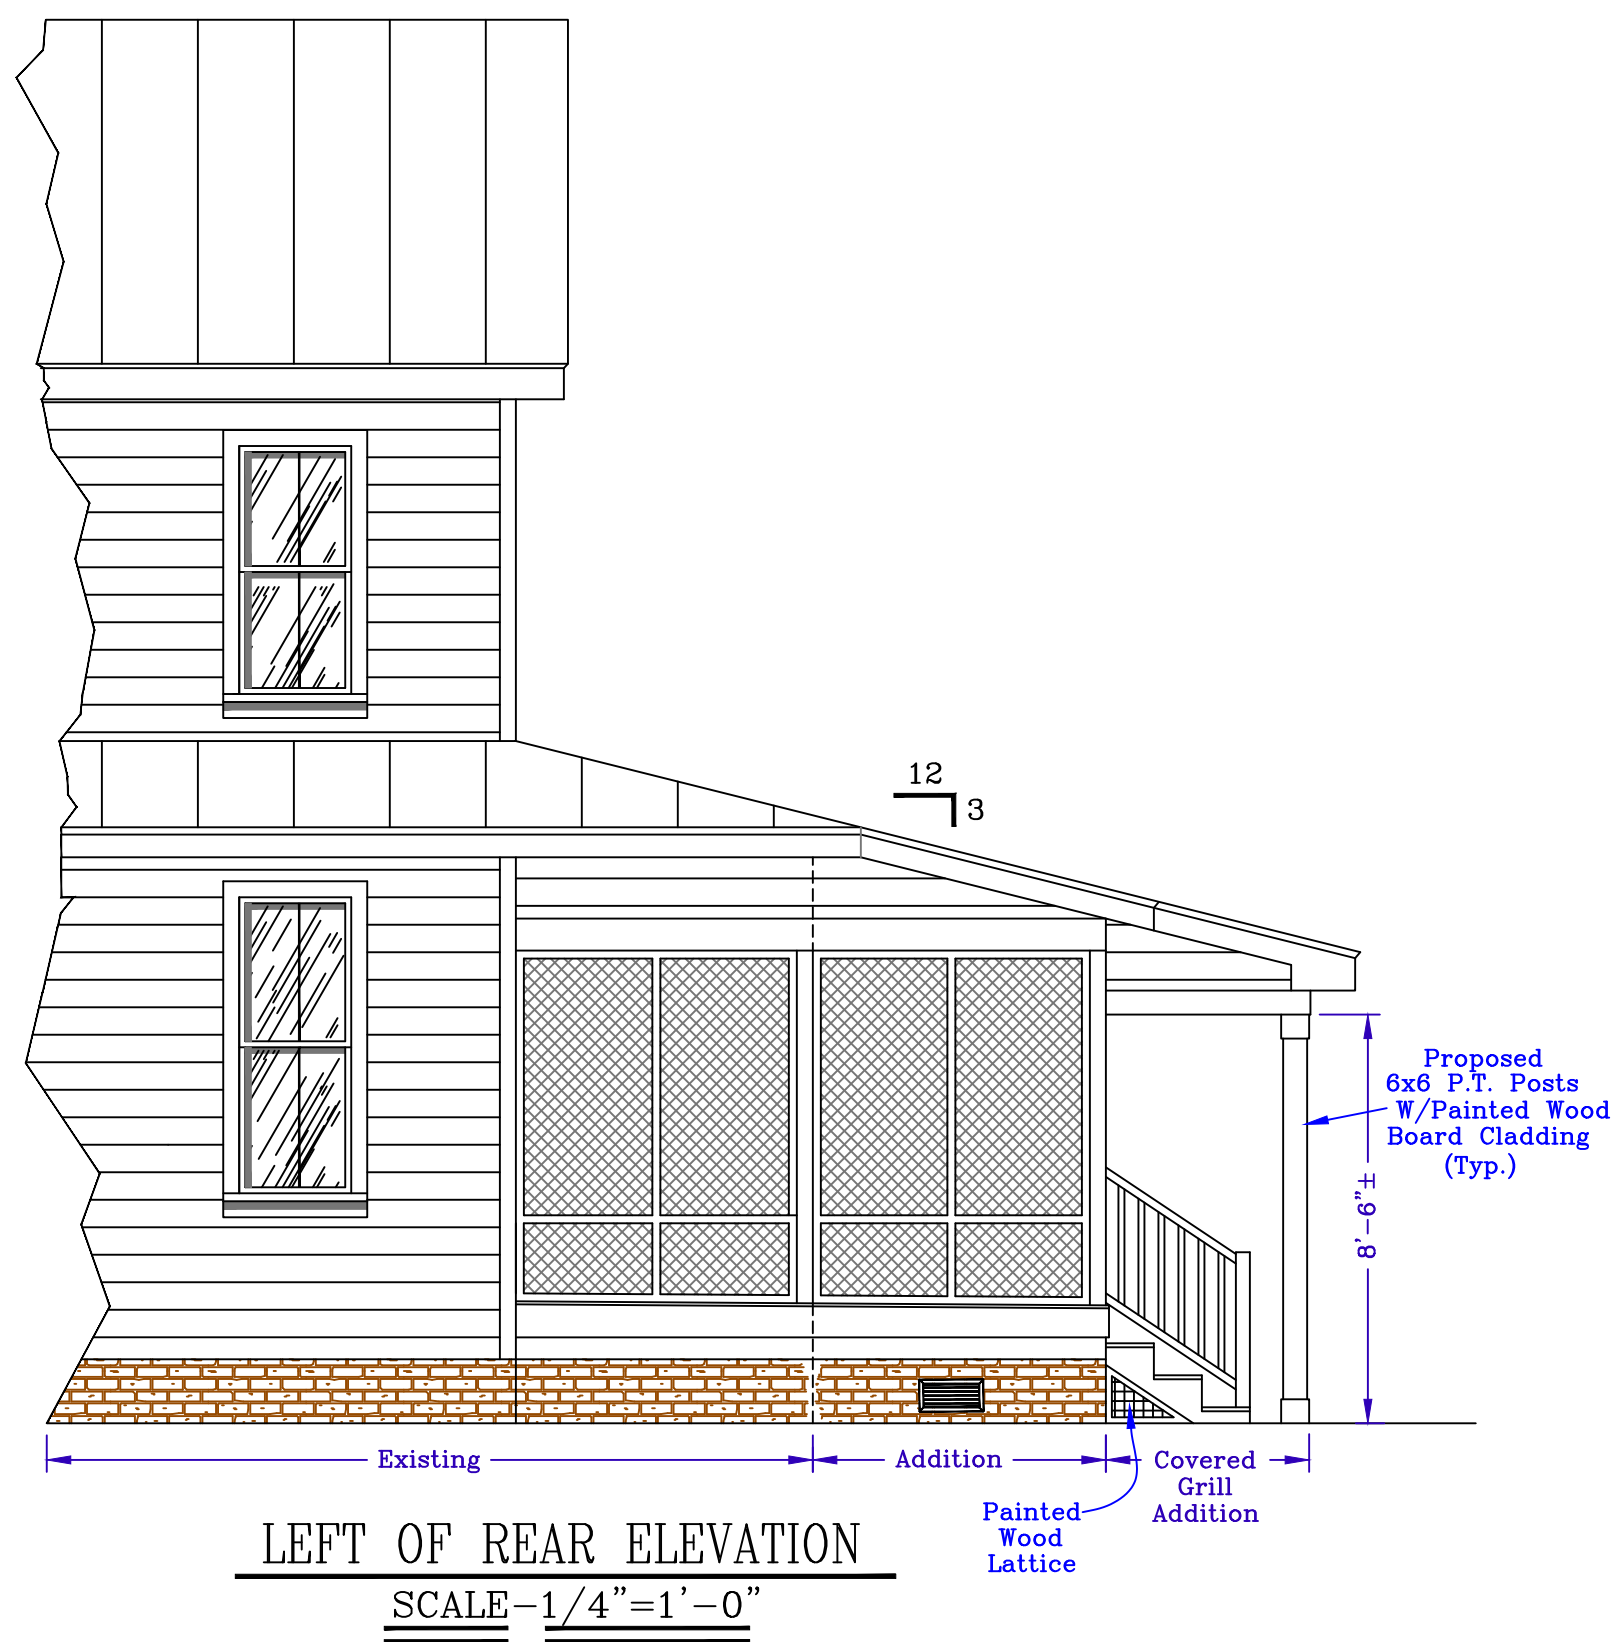 12
3
Proposed
6x6 P.T. Posts
W/Painted Wood
Board Cladding
(Typ.)
8'-6"±
Existing
Addition
Covered
Grill
Addition
Painted
Wood
Lattice
LEFT OF REAR ELEVATION
SCALE-1/4"=1'-0"